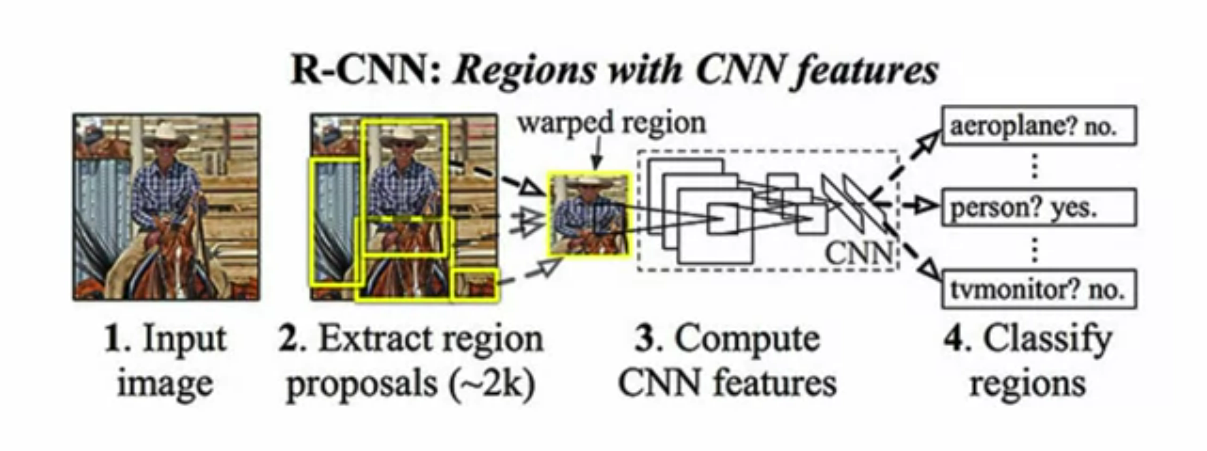 R-CNN: Regions with CNN features
warped region
aeroplane? no.
person? yes.
CNN
tvmonitor? no.
1. Input
image
2. Extract region
proposals (~2k)
3. Compute
CNN features
4. Classify
regions